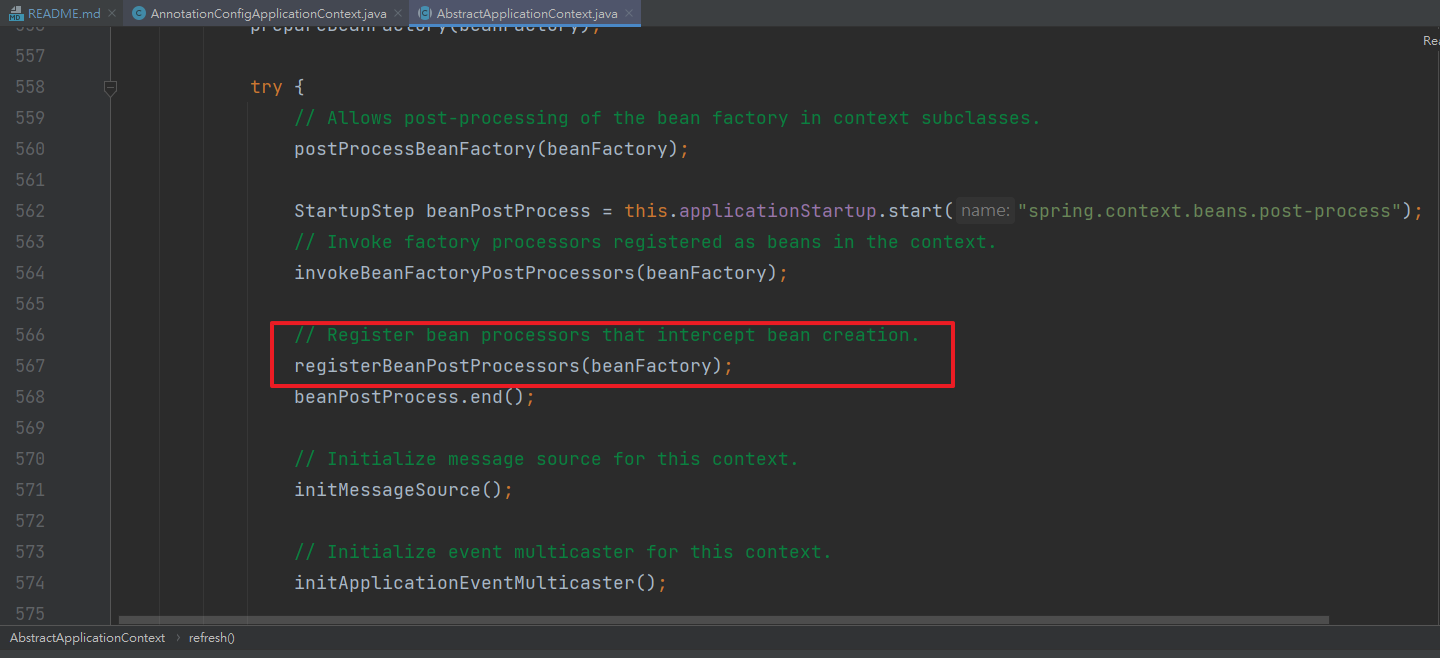 README.md AnnotationConfigApplicationContext.java AbstractApplicationContext.java
556 prepareBeanFactory(beanFactory);
557
558 try {
559 // Allows post-processing of the bean factory in context subclasses.
560 postProcessBeanFactory(beanFactory);
561
562 StartupStep beanPostProcess = this.applicationStartup.start( name: "spring.context.beans.post-process");
563 // Invoke factory processors registered as beans in the context.
564 invokeBeanFactoryPostProcessors(beanFactory);
565
566 // Register bean processors that intercept bean creation.
567 registerBeanPostProcessors(beanFactory);
568 beanPostProcess.end();
569
570 // Initialize message source for this context.
571 initMessageSource();
572
573 // Initialize event multicaster for this context.
574 initApplicationEventMulticaster();
575
AbstractApplicationContext › refresh()